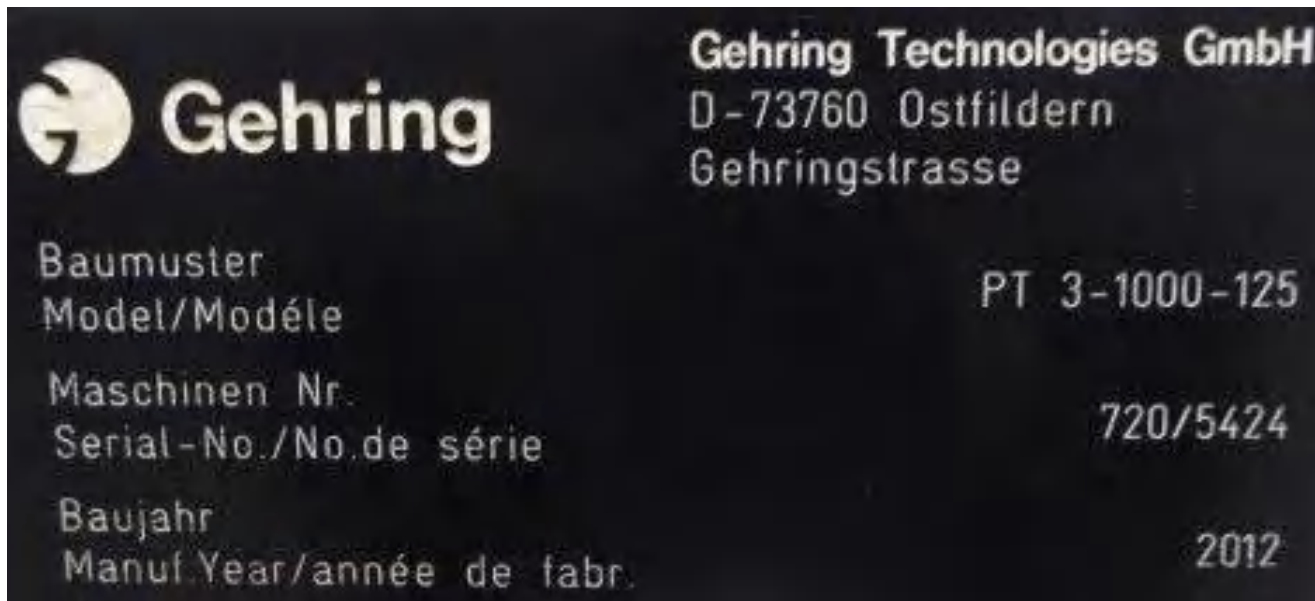 Gehring
Gehring Technologies GmbH
D-73760 Ostfildern
Gehringstrasse
Baumuster
Model/Modéle
PT 3-1000-125
Maschinen Nr.
Serial-No./No.de série
720/5424
Baujahr
Manuf.Year/année de fabr.
2012